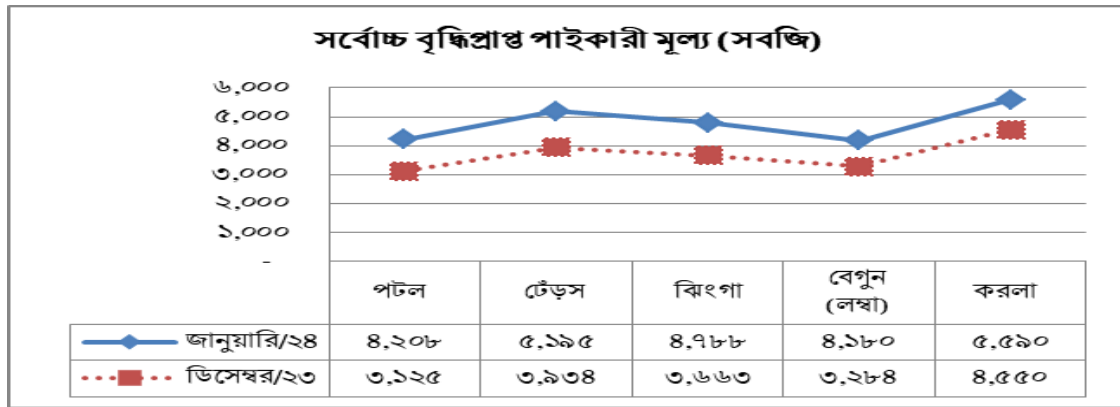 সর্বোচ্চ বৃদ্ধিপ্রাপ্ত পাইকারী মূল্য (সবজি)
৬,০০০
৫,০০০
৪,০০০
৩,০০০
২,০০০
১,০০০
-
পটল ঢেঁড়স ঝিংগা বেগুন (লম্বা) করলা
জানুয়ারি/২৪ ৪,২০৮ ৫,১৯৫ ৪,৭৮৮ ৪,১৮০ ৫,৫৯০
ডিসেম্বর/২৩ ৩,১২৫ ৩,৯৩৪ ৩,৬৬৩ ৩,২৮৪ ৪,৫৫০